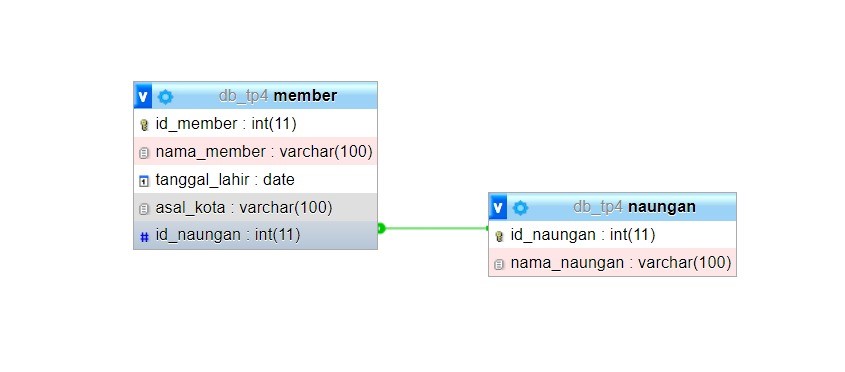 v db_tp4 member
id_member : int(11)
nama_member : varchar(100)
tanggal_lahir : date
asal_kota : varchar(100)
# id_naungan : int(11)
v db_tp4 naungan
id_naungan : int(11)
nama_naungan : varchar(100)